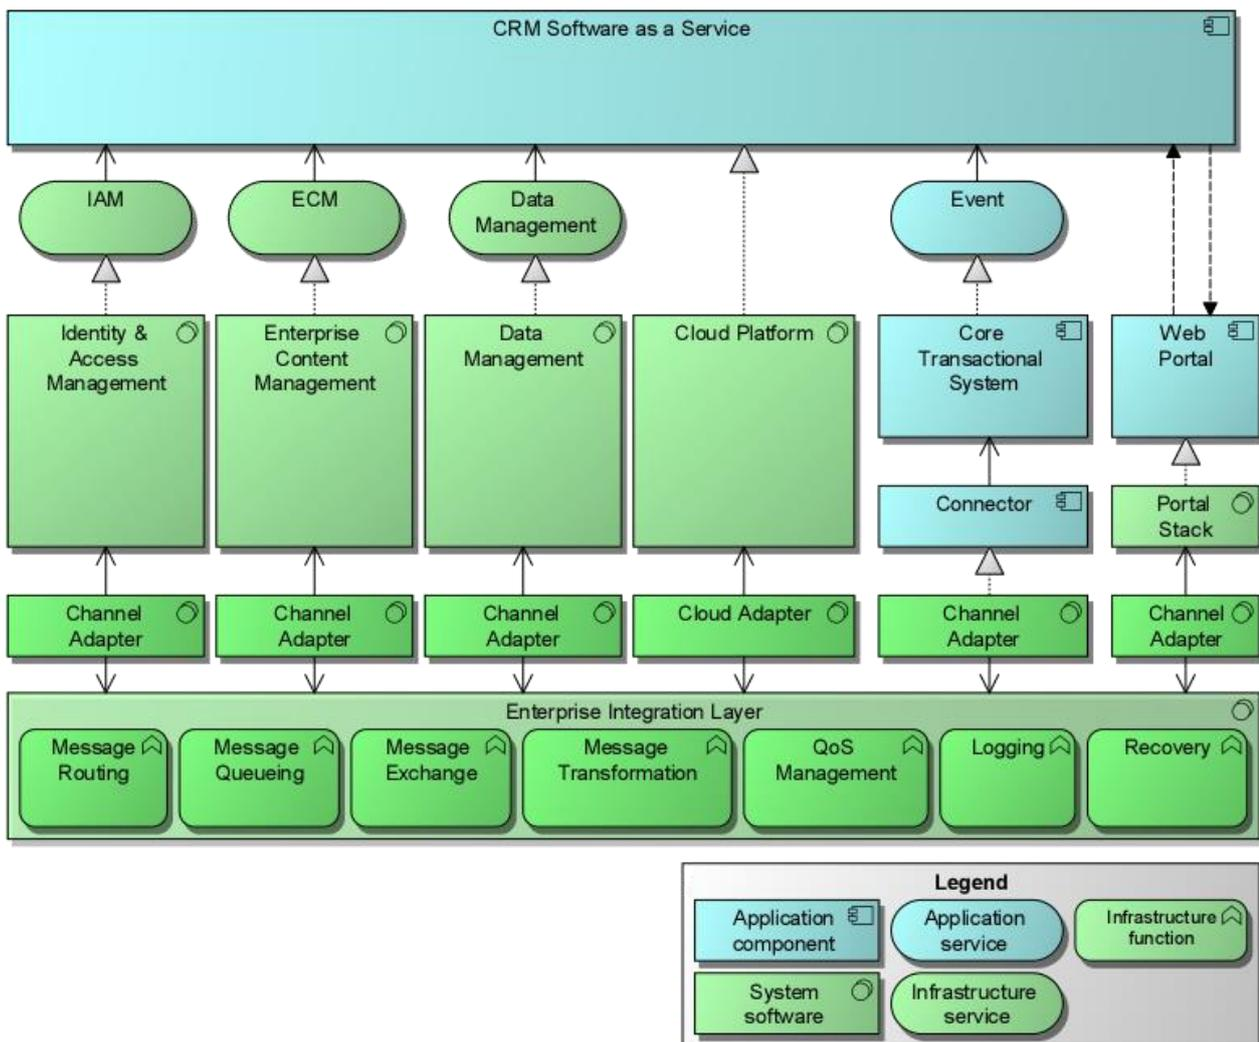 CRM Software as a Service
IAM
ECM
Data
Management
Event
Identity &
Access
Management
Enterprise
Content
Management
Data
Management
Cloud Platform
Core
Transactional
System
Web
Portal
Connector
Portal
Stack
Channel
Adapter
Channel
Adapter
Channel
Adapter
Cloud Adapter
Channel
Adapter
Channel
Adapter
Enterprise Integration Layer
Message
Routing
Message
Queueing
Message
Exchange
Message
Transformation
QoS
Management
Logging
Recovery
Legend
Application
component
Application
service
Infrastructure
function
System
software
Infrastructure
service